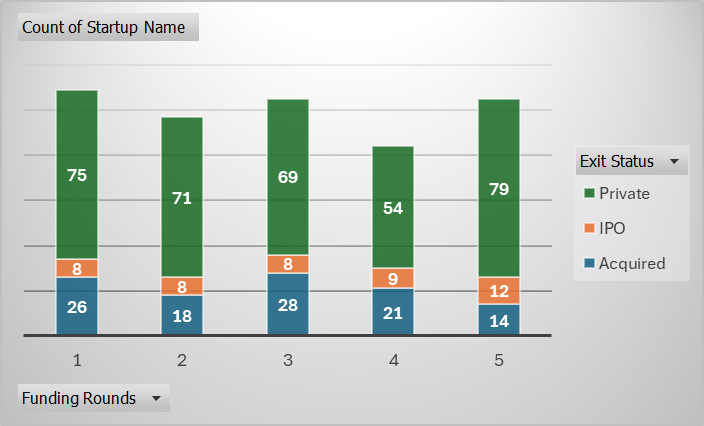 Count of Startup Name
75 71 69 54 79
8 8 8 9 12
26 18 28 21 14
1 2 3 4 5
Exit Status
Private
IPO
Acquired
Funding Rounds